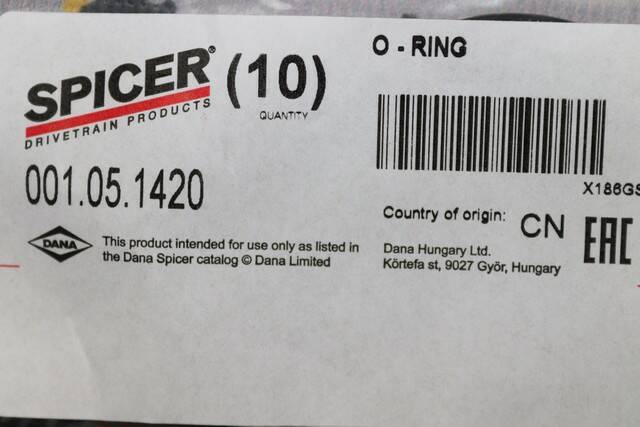 SPICER®
DRIVETRAIN PRODUCTS
(10)
QUANTITY
O - RING
001.05.1420
X186GS
DANA
This product intended for use only as listed in
the Dana Spicer catalog © Dana Limited
Country of origin: CN
EAC
Dana Hungary Ltd.
Körtefa st, 9027 Győr, Hungary